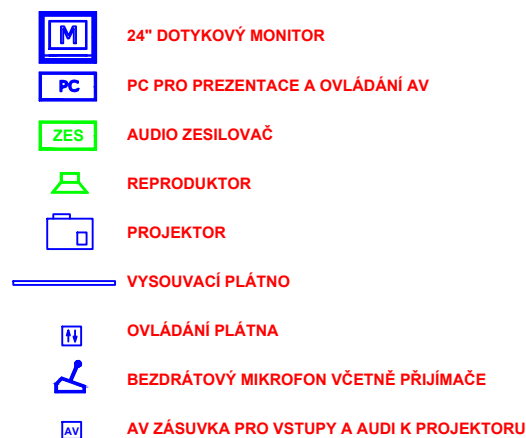 M 24" DOTYKOVÝ MONITOR
PC PC PRO PREZENTACE A OVLÁDÁNÍ AV
ZES AUDIO ZESILOVAČ
REPRODUKTOR
PROJEKTOR
VYSOUVACÍ PLÁTNO
OVLÁDÁNÍ PLÁTNA
BEZDRÁTOVÝ MIKROFON VČETNĚ PŘIJÍMAČE
AV AV ZÁSUVKA PRO VSTUPY A AUDI K PROJEKTORU